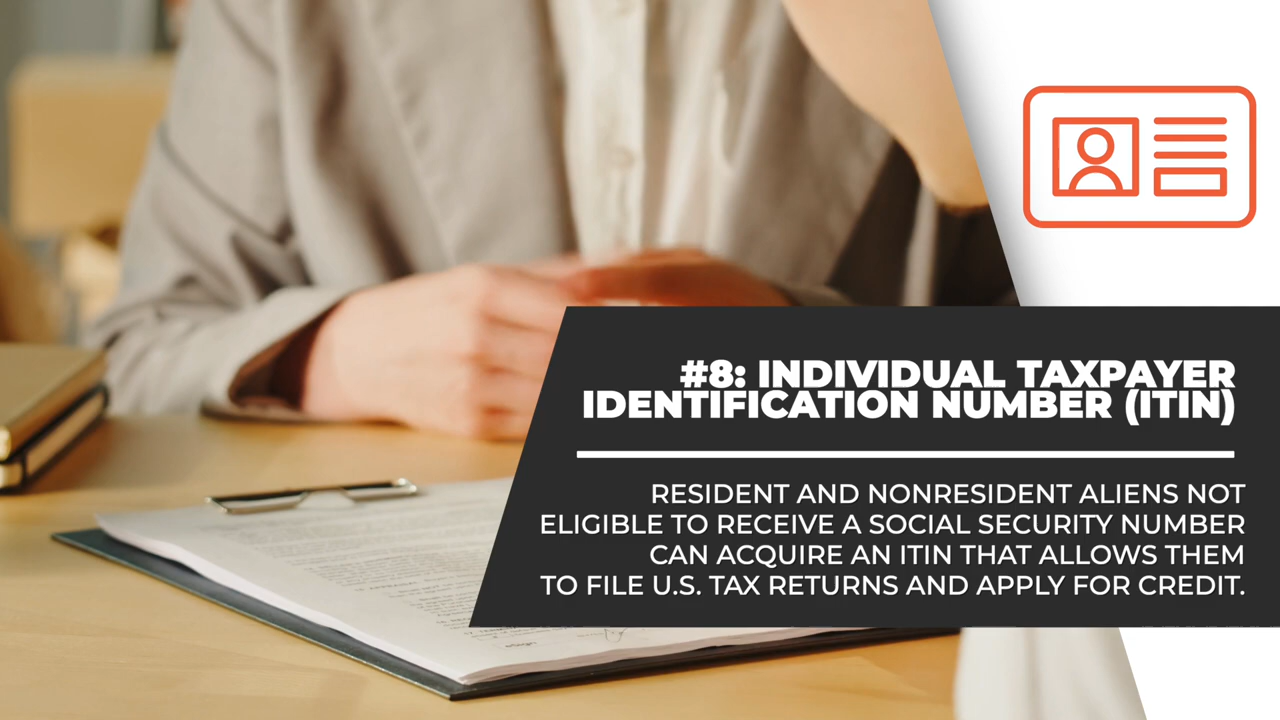 #8: INDIVIDUAL TAXPAYER
IDENTIFICATION NUMBER (ITIN)
RESIDENT AND NONRESIDENT ALIENS NOT
ELIGIBLE TO RECEIVE A SOCIAL SECURITY NUMBER
CAN ACQUIRE AN ITIN THAT ALLOWS THEM
TO FILE U.S. TAX RETURNS AND APPLY FOR CREDIT.